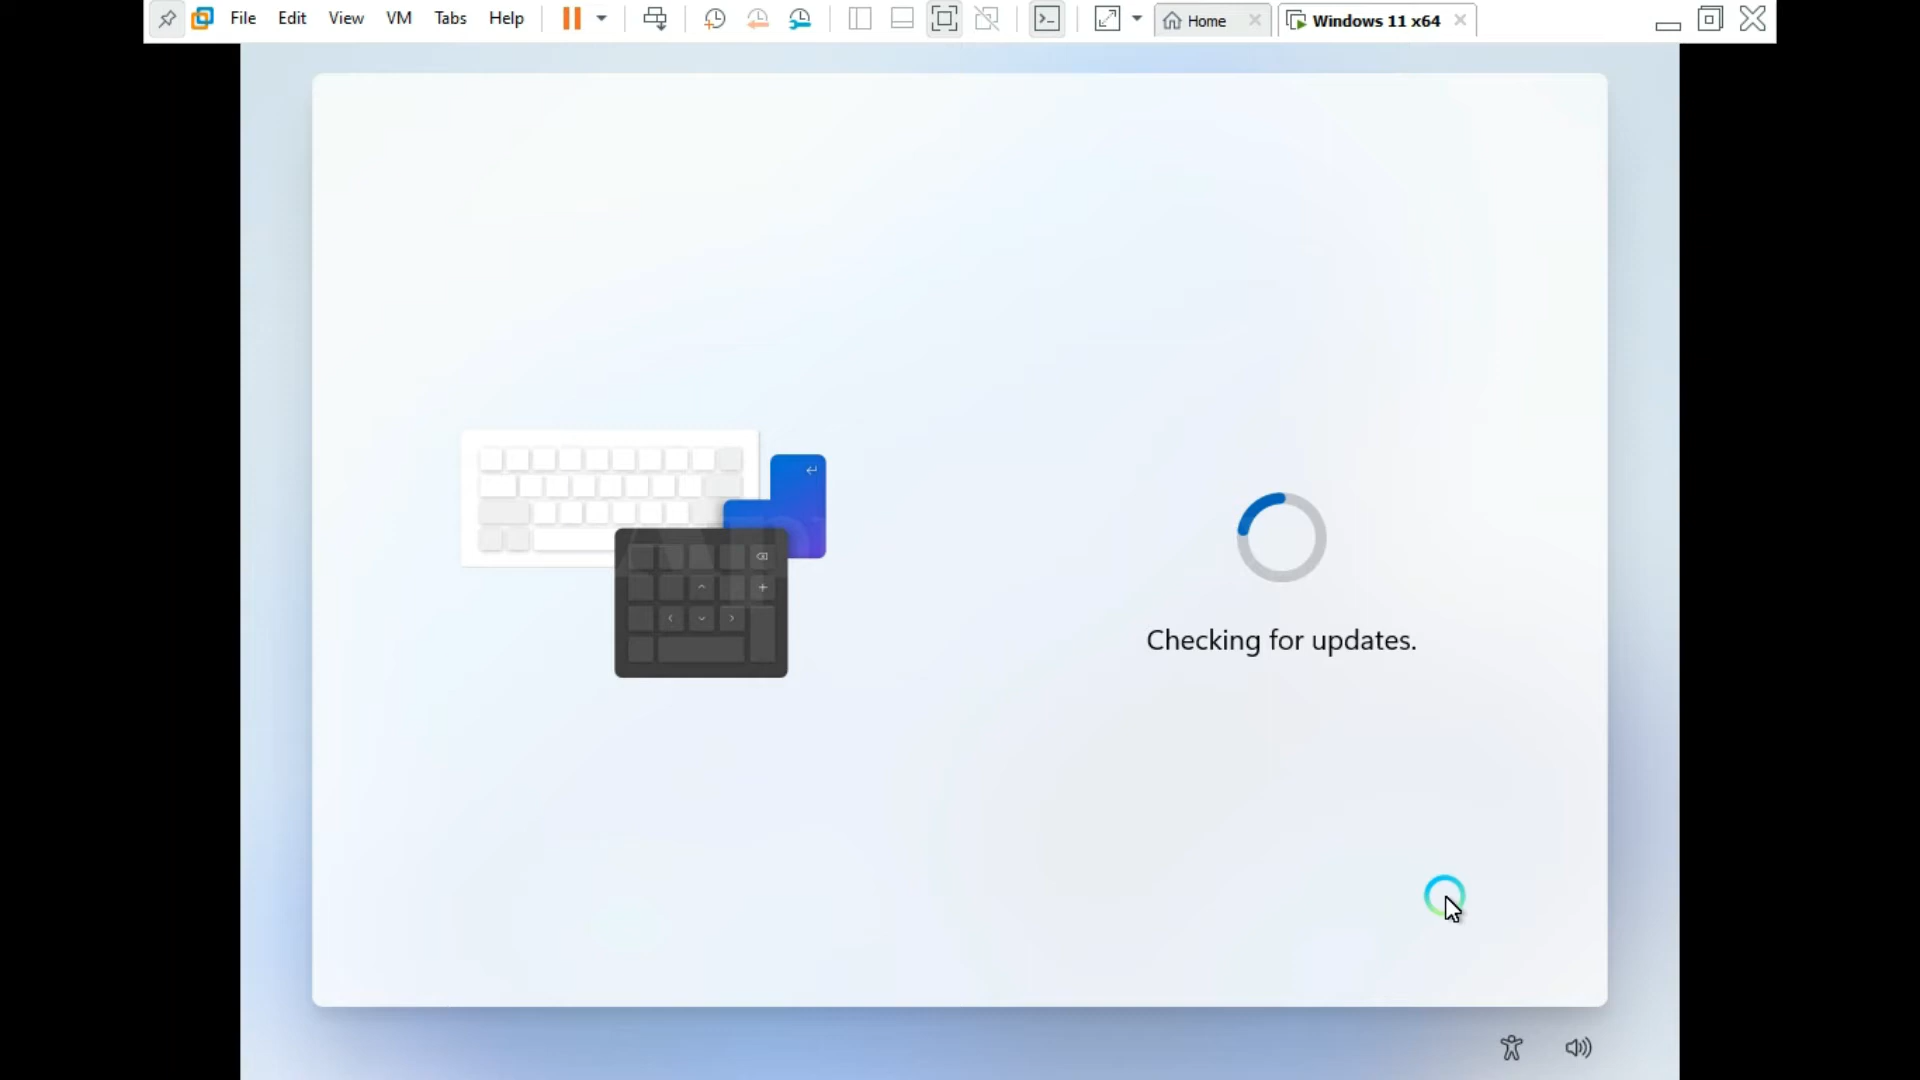 File Edit View VM Tabs Help Home Windows 11 x64
Checking for updates.